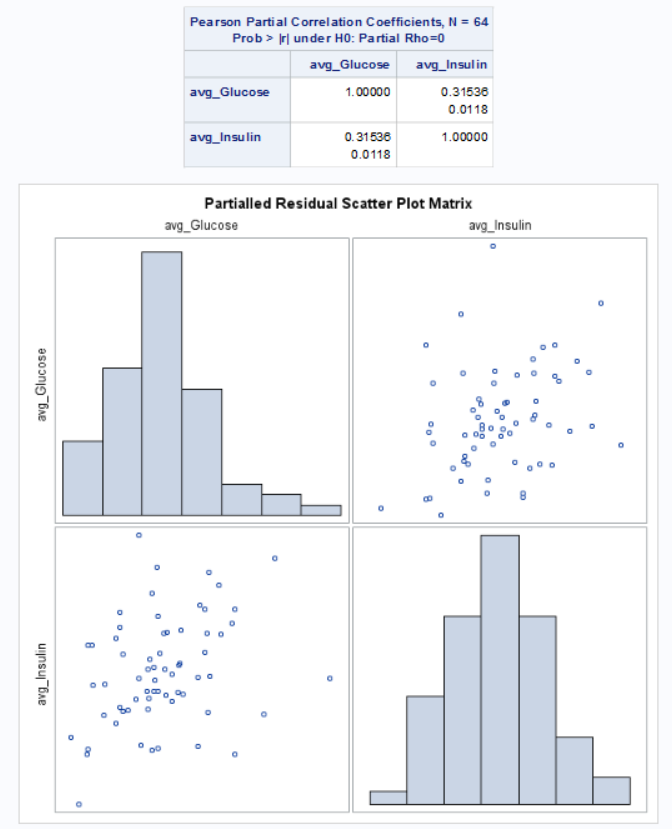 Pearson Partial Correlation Coefficients, N = 64
Prob > |r| under H0: Partial Rho=0
avg_Glucose avg_Insulin
avg_Glucose 1.00000 0.31536
0.0118
avg_Insulin 0.31536 1.00000
0.0118
Partialled Residual Scatter Plot Matrix
avg_Glucose avg_Insulin
avg_Glucose
avg_Insulin